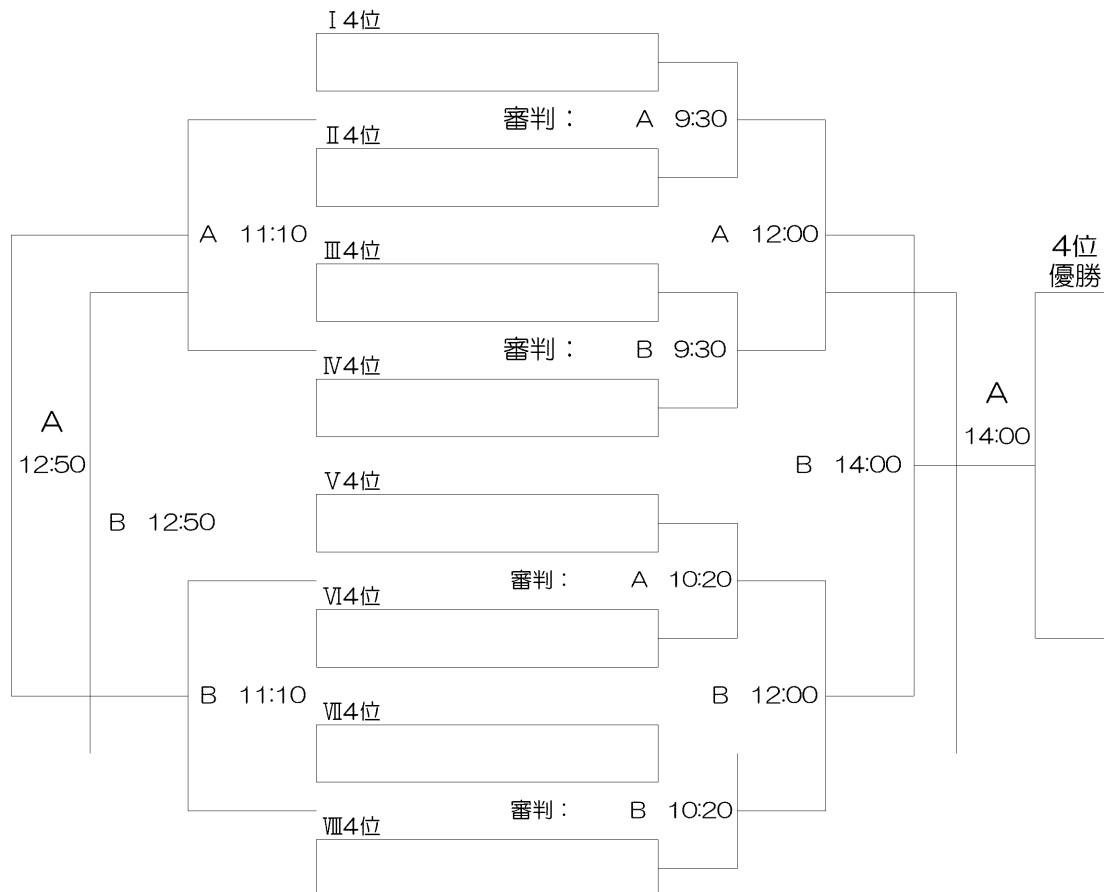 Ⅰ4位
審判： A 9:30
Ⅱ4位
A 11:10
A 12:00
Ⅲ4位
4位
優勝
審判： B 9:30
Ⅳ4位
A
12:50
A
14:00
B 14:00
Ⅴ4位
B 12:50
審判： A 10:20
Ⅵ4位
B 11:10
B 12:00
Ⅶ4位
審判： B 10:20
Ⅷ4位